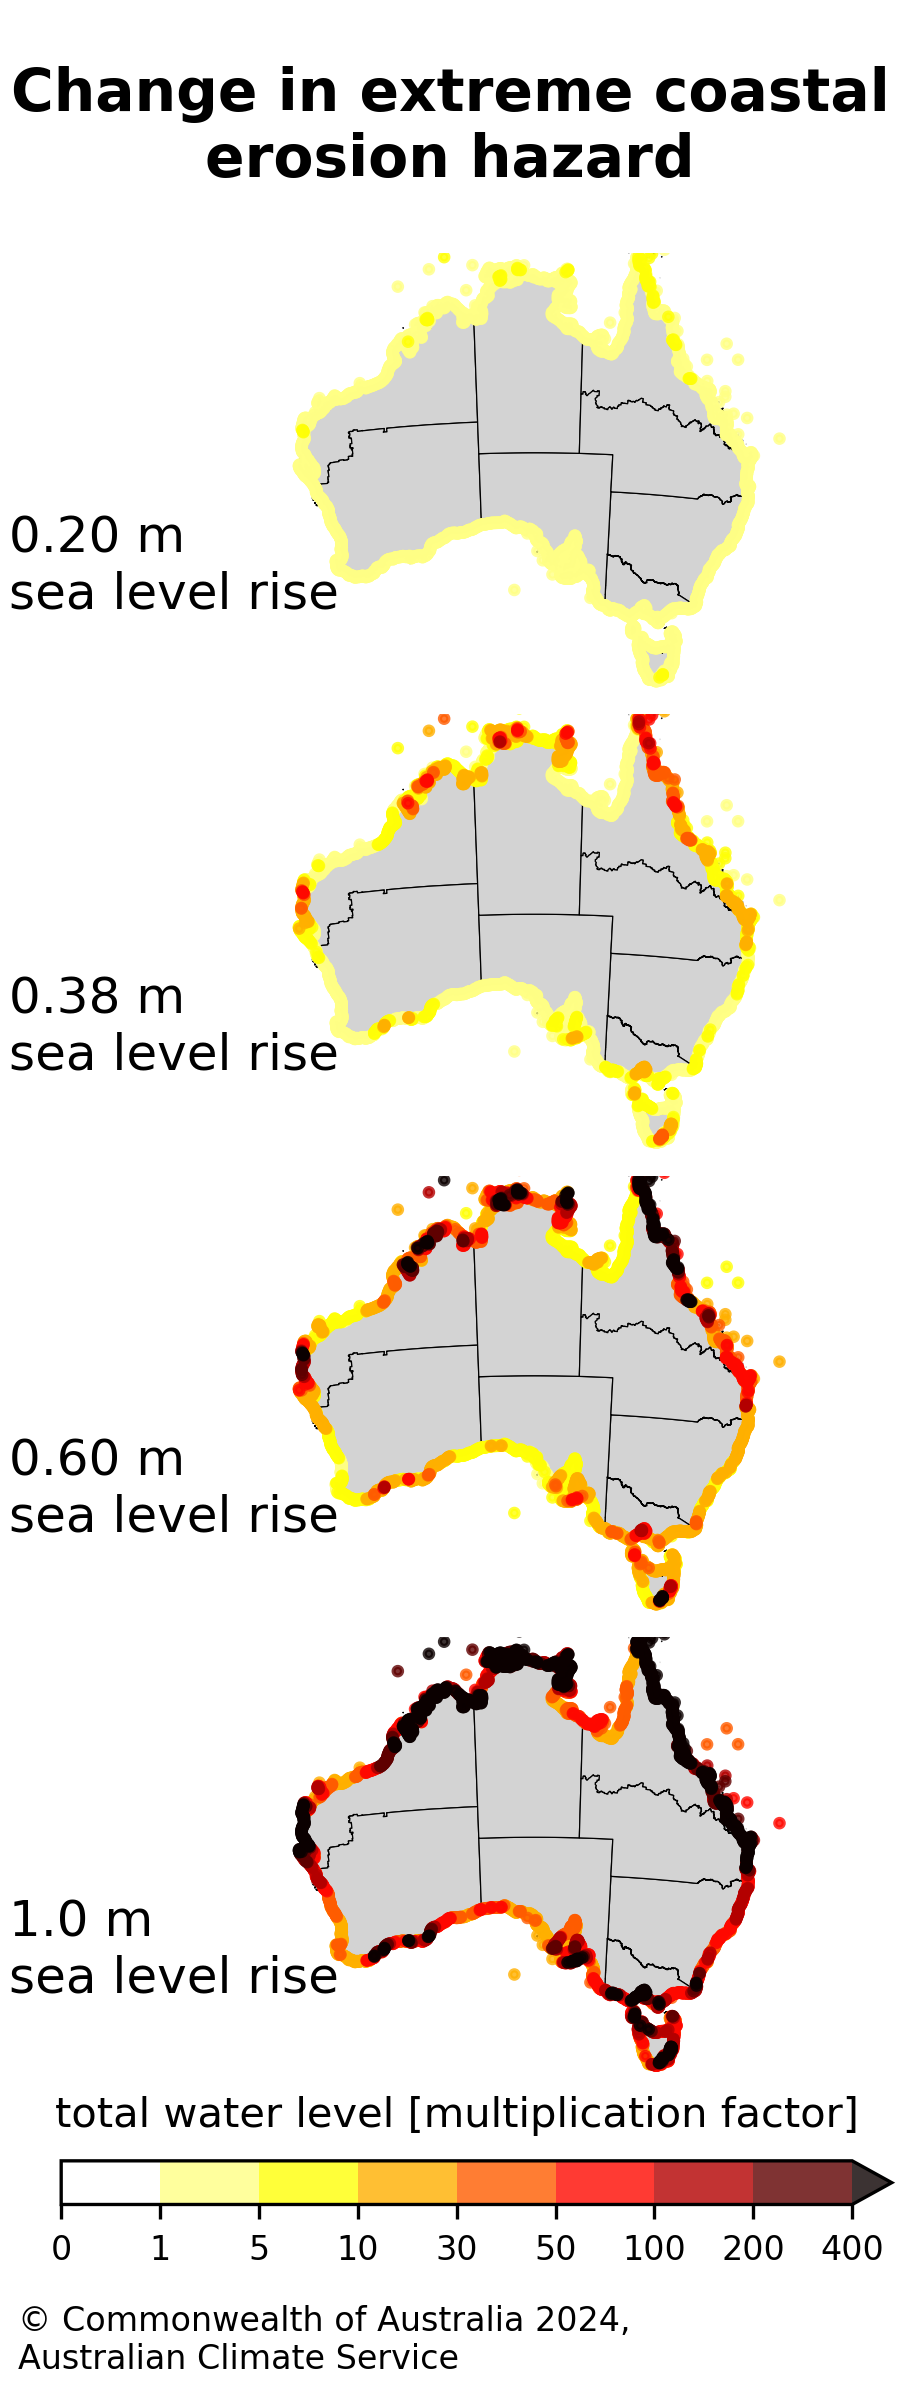 Change in extreme coastal
erosion hazard
0.20 m
sea level rise
0.38 m
sea level rise
0.60 m
sea level rise
1.0 m
sea level rise
total water level [multiplication factor]
0 1 5 10 30 50 100 200 400
© Commonwealth of Australia 2024,
Australian Climate Service